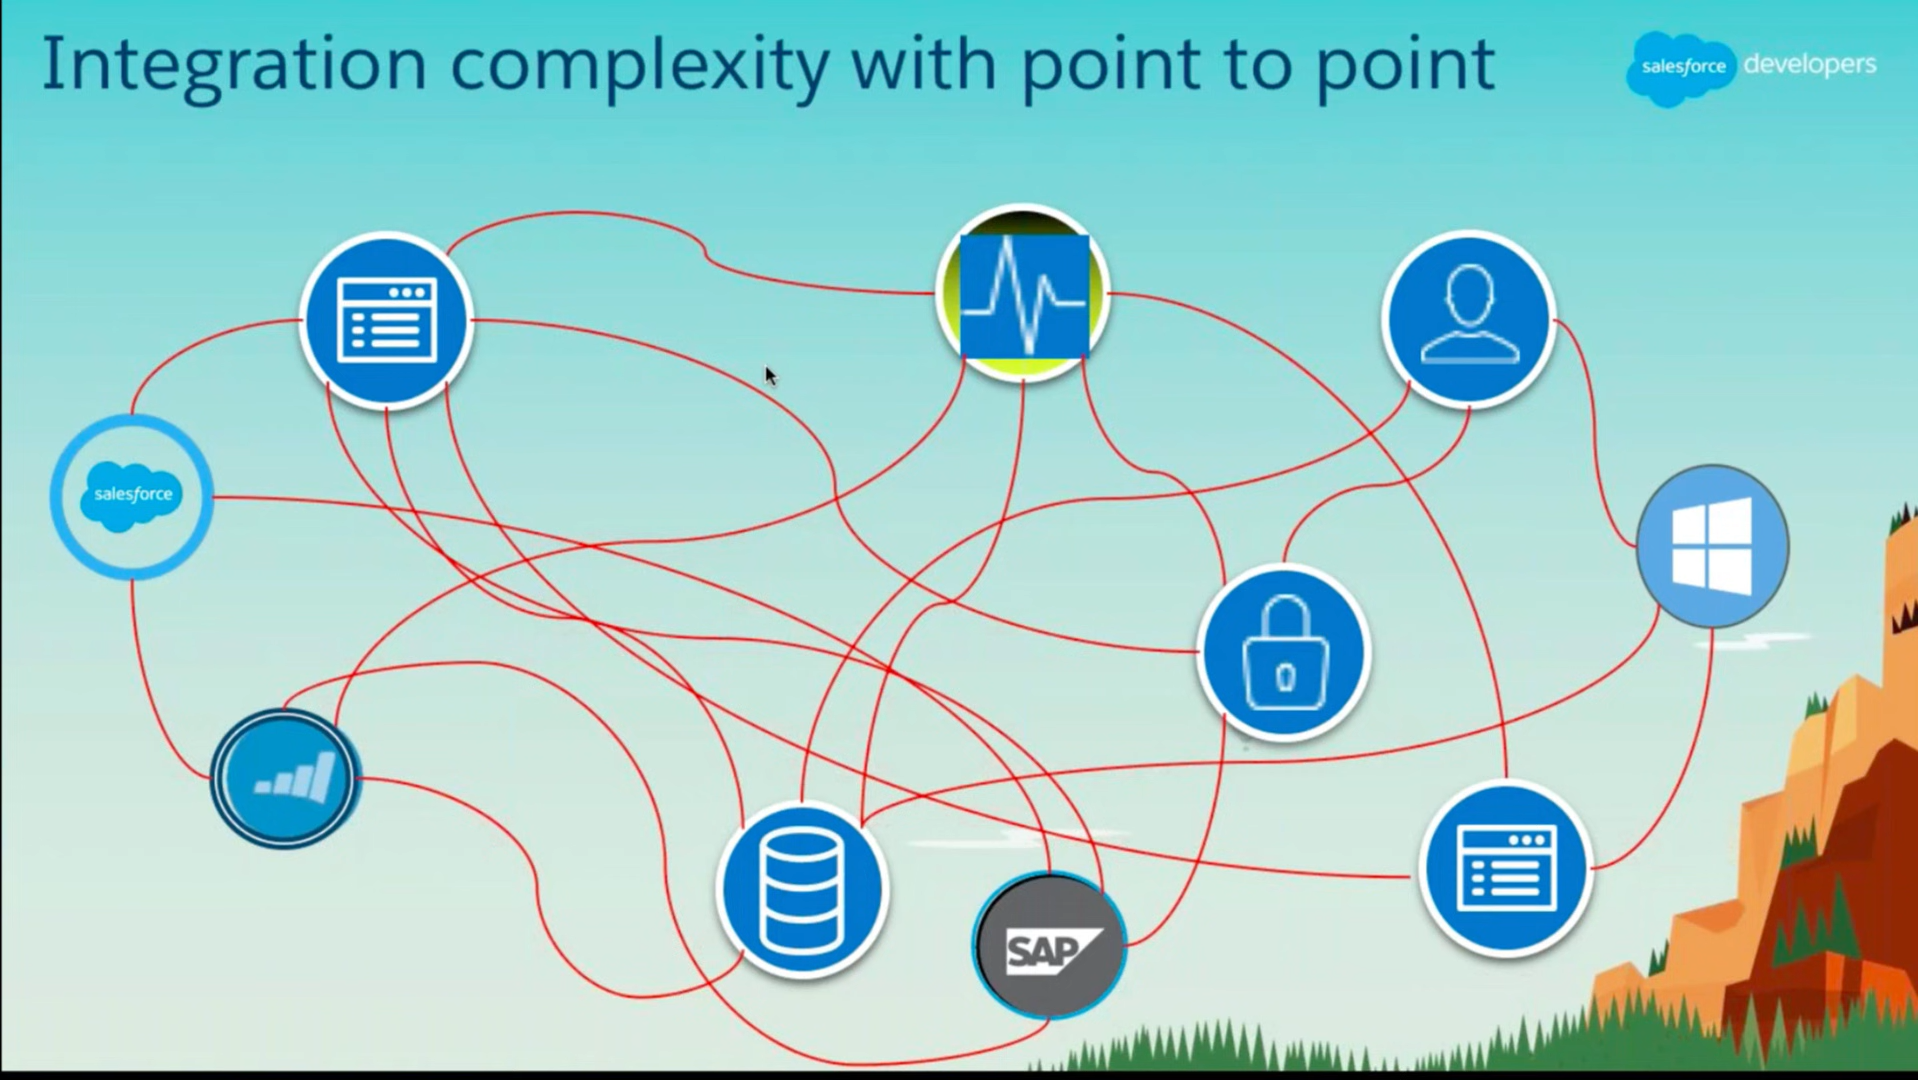 Integration complexity with point to point
salesforce developers
salesforce
SAP